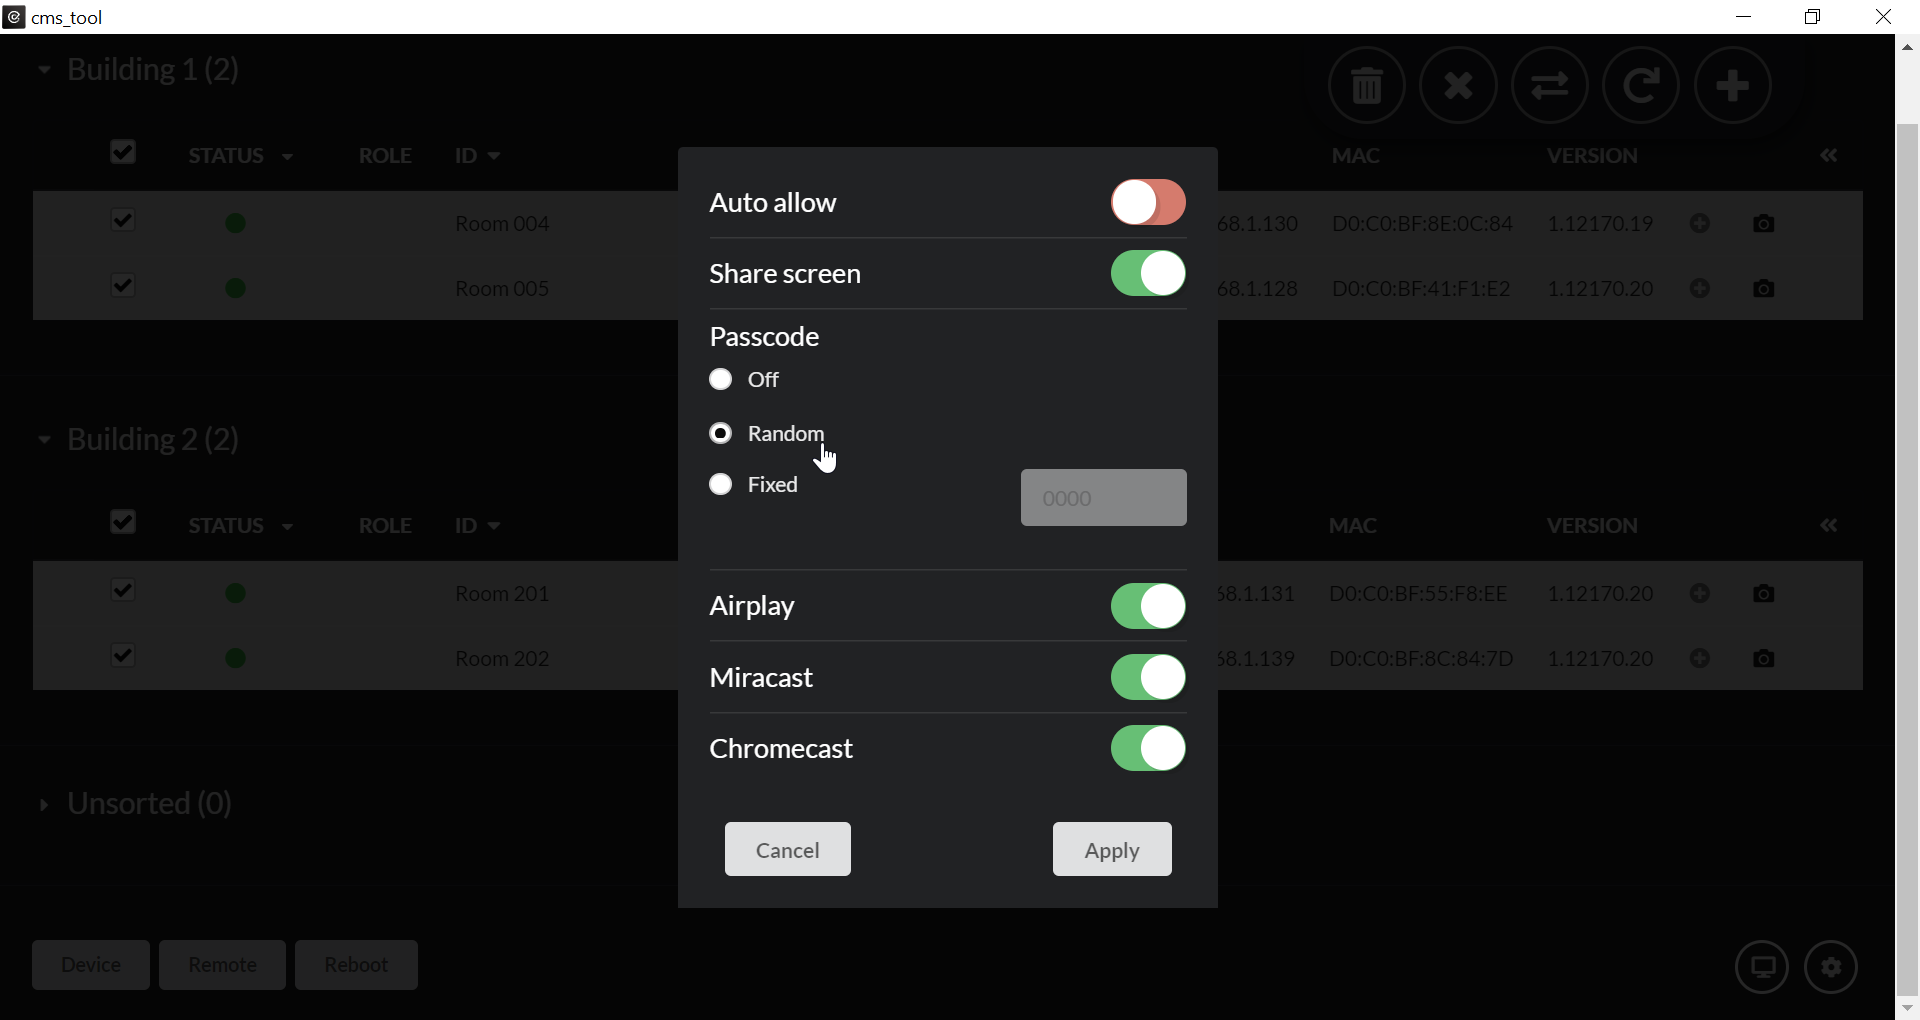 cms_tool
Building 1 (2)
STATUS ROLE ID MAC VERSION
Room 004 68.1.130 D0:C0:BF:8E:0C:84 1.12170.19
Room 005 68.1.128 D0:C0:BF:41:F1:E2 1.12170.20
Auto allow
Share screen
Passcode
Off
Random
Fixed
0000
Airplay
Miracast
Chromecast
Cancel Apply
Building 2 (2)
STATUS ROLE ID MAC VERSION
Room 201 68.1.131 D0:C0:BF:55:F8:EE 1.12170.20
Room 202 68.1.139 D0:C0:BF:8C:84:7D 1.12170.20
Unsorted (0)
Device Remote Reboot